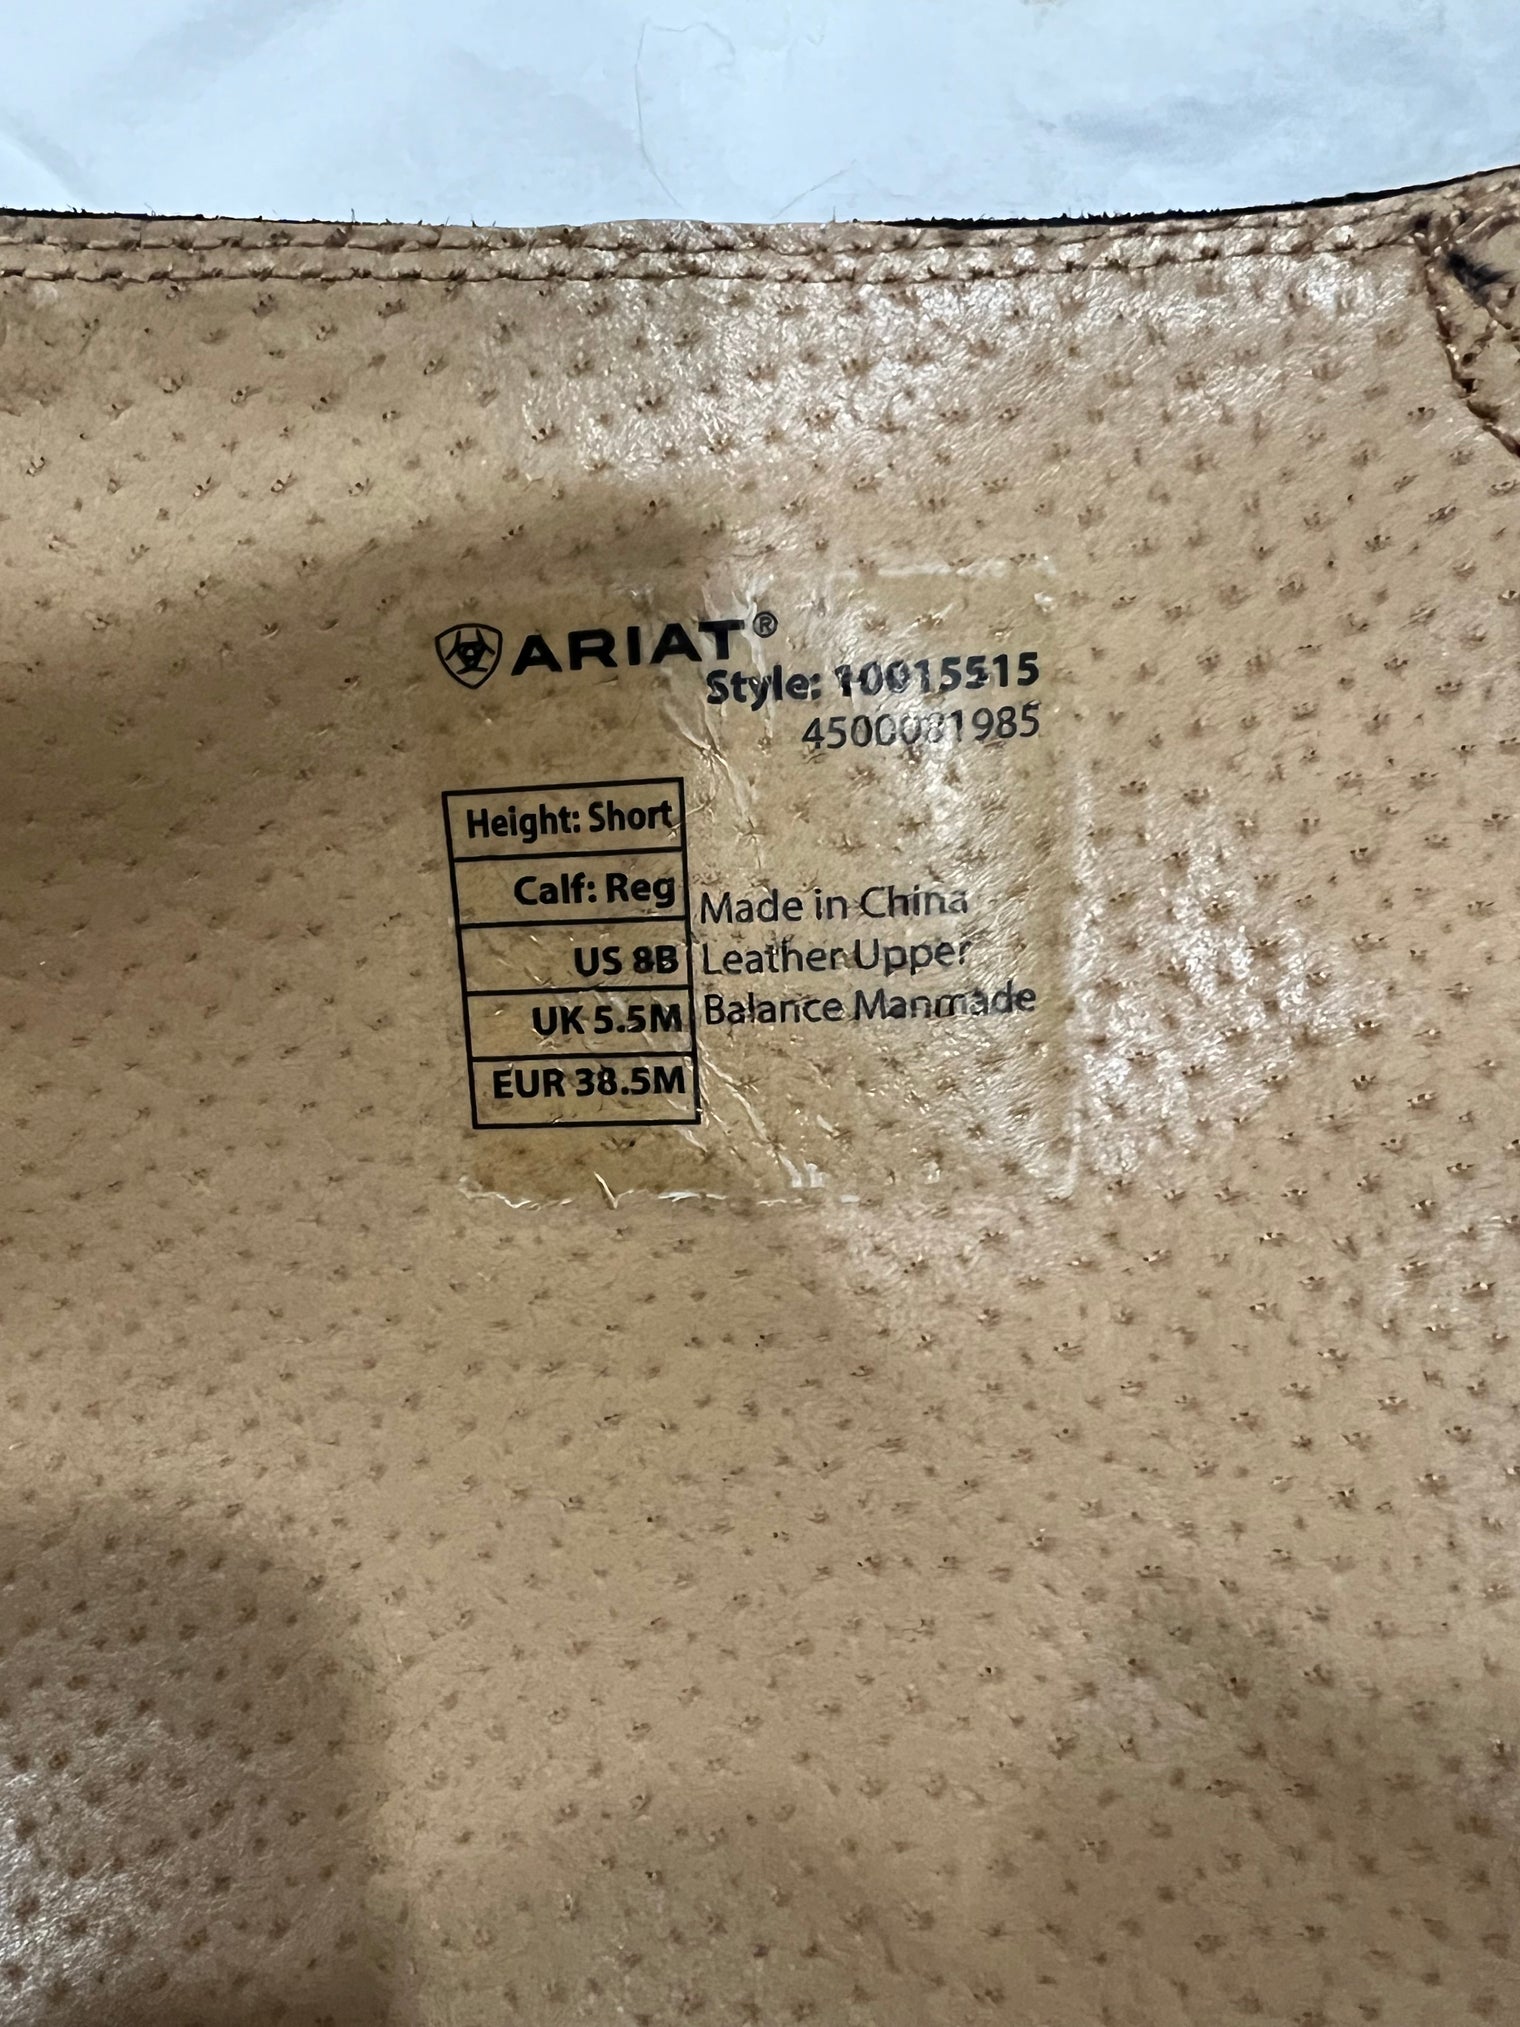 ARIAT®
Style: 10015515
4500081985
Height: Short
Calf: Reg
US 8B
UK 5.5M
EUR 38.5M
Made in China
Leather Upper
Balance Manmade